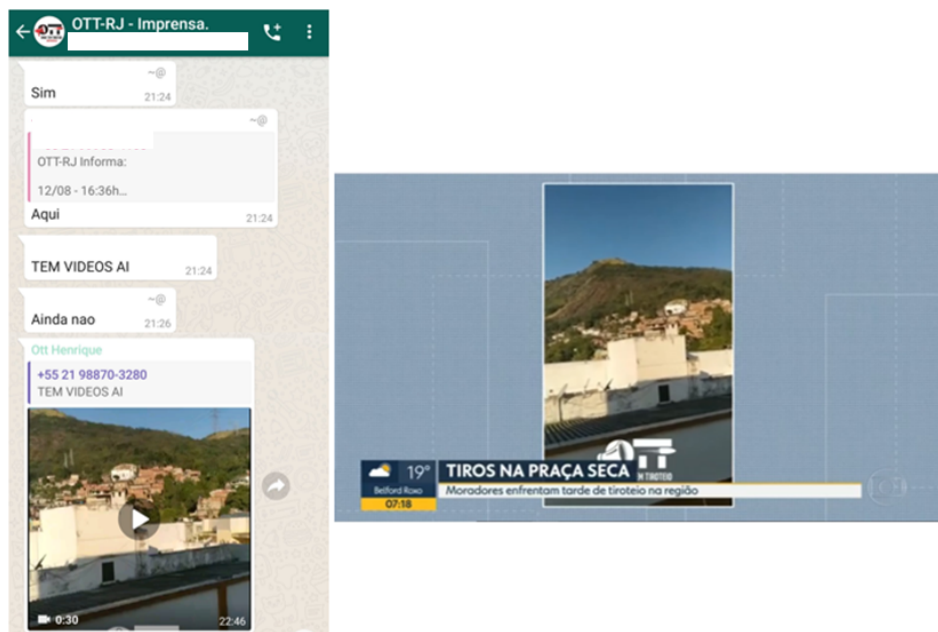 OTT-RJ - Imprensa.
~@
Sim
21:24
~@
OTT-RJ Informa:
12/08 - 16:36h...
Aqui
21:24
TEM VIDEOS AI
21:24
~@
Ainda nao
21:26
Ott Henrique
+55 21 98870-3280
TEM VIDEOS AI
0:30
22:46
OTT
M TIROTEIO
19°
Belford Roxo
07:18
TIROS NA PRAÇA SECA
Moradores enfrentam tarde de tiroteio na região